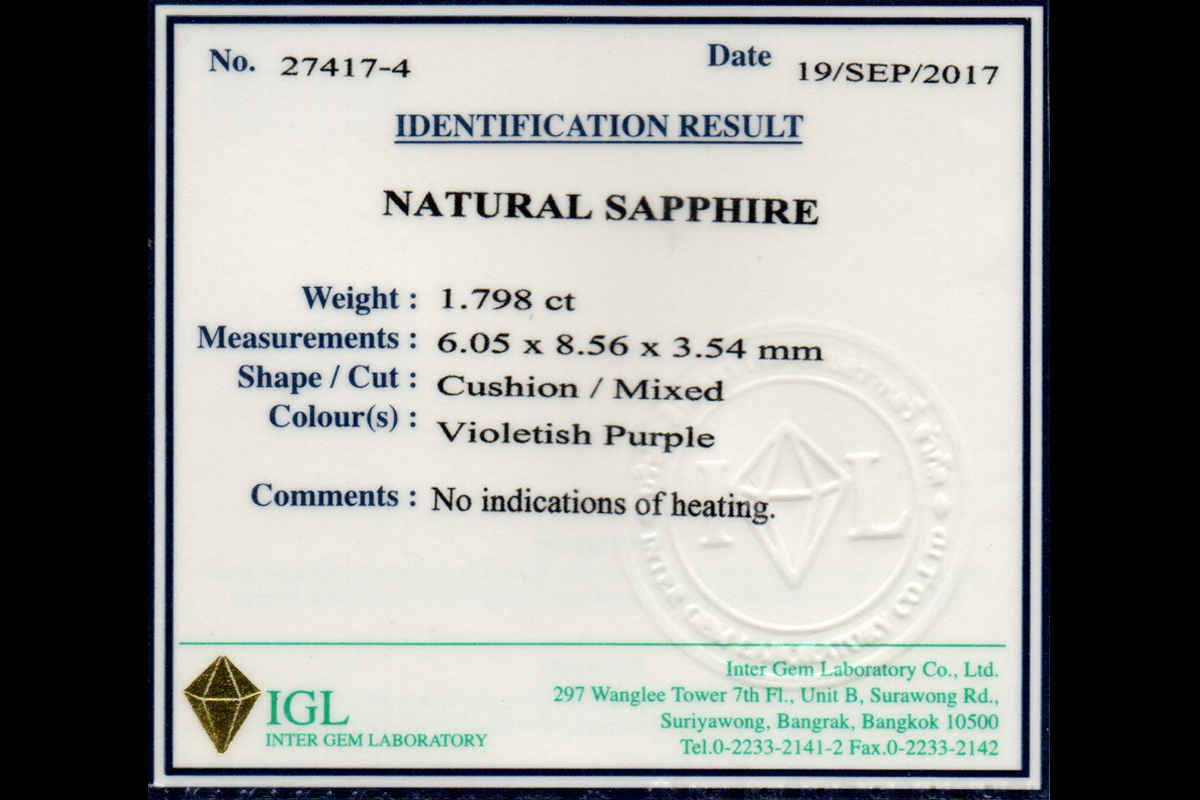 No. 27417-4
Date 19/SEP/2017
IDENTIFICATION RESULT
NATURAL SAPPHIRE
Weight : 1.798 ct
Measurements : 6.05 x 8.56 x 3.54 mm
Shape / Cut : Cushion / Mixed
Colour(s) : Violetish Purple
Comments : No indications of heating.
I L
IGL
INTER GEM LABORATORY
Inter Gem Laboratory Co., Ltd.
297 Wanglee Tower 7th Fl., Unit B, Surawong Rd.,
Suriyawong, Bangrak, Bangkok 10500
Tel.0-2233-2141-2 Fax.0-2233-2142